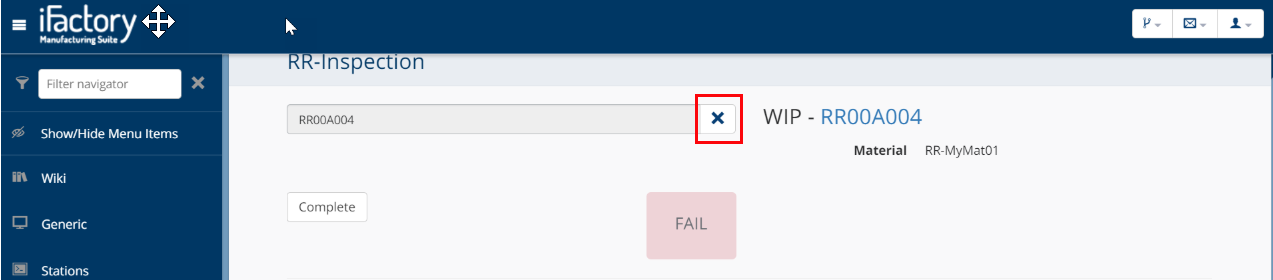 iFactory
Manufacturing Suite
RR-Inspection
Filter navigator
RR00A004
WIP - RR00A004
Show/Hide Menu Items
Material RR-MyMat01
Wiki
Complete
FAIL
Generic
Stations